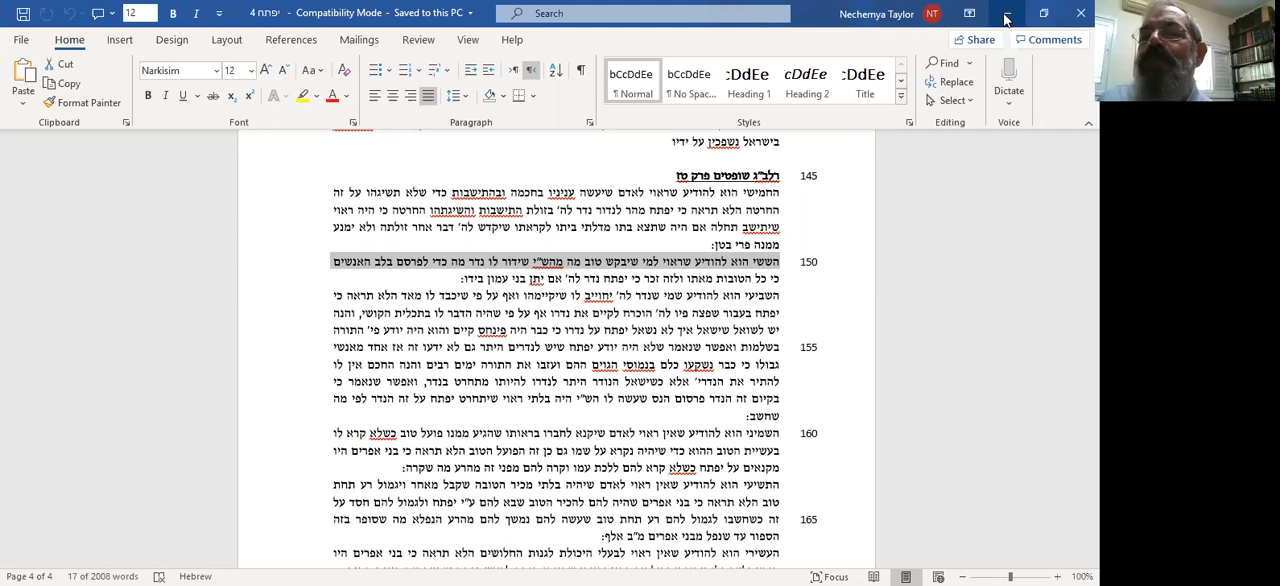 12
יפתח 4 - Compatibility Mode - Saved to this PC
Search
Nechemya Taylor
NT
File Home Insert Design Layout References Mailings Review View Help
Share
Comments
Paste
Cut
Copy
Format Painter
Clipboard
Narkisim
12
Font
Paragraph
bCcDdEe bCcDdEe :DdEe cDdEe :DdEe
¶ Normal ¶ No Spac... Heading 1 Heading 2 Title
Styles
Find
Replace
Select
Editing
Dictate
Voice
בישראל נשפכין על ידיו
145 רלב"ג שופטים פרק טז
החמישי הוא להודיע שראוי לאדם שיעשה עניניו בחכמה ובהתישבות כדי שלא תשיגהו על זה
החרטה הלא תראה כי יפתח מהר לנדור נדר לה' בזולת התישבות והשיגתהו החרטה כי היה ראוי
שיתישב תחלה אם היה שתצא בתו מדלתי ביתו לקראתו שיקדש לה' דבר אחר זולתה ולא ימנע
ממנה פרי בטן:
150 הששי הוא להודיע שראוי למי שיבקש טוב מה מהש"י שידור לו נדר מה כדי לפרסם בלב האנשים
כי כל הטובות מאתו ולזה זכר כי יפתח נדר לה' אם יתן בני עמון בידו:
השביעי הוא להודיע שמי שנדר לה' יחוייב לו שיקיימהו ואף על פי שיכבד לו מאד הלא תראה כי
יפתח בעבור שפצה פיו לה' הוכרח לקיים את נדרו אף על פי שהיה הדבר לו בתכלית הקושי, והנה
יש לשואל שישאל איך לא נשאל יפתח על נדרו כי כבר היה פינחס קיים והוא היה יודע פי' התורה
155 בשלמות ואפשר שנאמר שלא היה יודע יפתח שיש לנדרים היתר גם לא ידעו זה אז אחד מאנשי
גבולו כי כבר נשקעו כלם בנמוסי הגוים ההם ועזבו את התורה ימים רבים והנה החכם אין לו
להתיר את הנדרי' אלא כשישאל הנודר היתר לנדרו להיותו מתחרט בנדר, ואפשר שנאמר כי
בקיום זה הנדר פרסום הנס שעשה לו הש"י היה בלתי ראוי שיתחרט יפתח על זה הנדר לפי מה
שחשב:
160 השמיני הוא להודיע שאין ראוי לאדם שיקנא לחברו בראותו שהגיע ממנו פועל טוב כשלא קרא לו
בעשיית הטוב ההוא כדי שיהיה נקרא על שמו גם כן זה הפועל הטוב הלא תראה כי בני אפרים היו
מקנאים על יפתח כשלא קרא להם ללכת עמו וקרה להם מפני זה מהרע מה שקרה:
התשיעי הוא להודיע שאין ראוי לאדם שיהיה בלתי מכיר הטובה שקבל מאחר ויגמול רע תחת
טוב הלא תראה כי בני אפרים שהיה להם להכיר הטוב שבא להם ע"י יפתח ולגמול להם חסד על
165 זה כשחשבו לגמול להם רע תחת טוב שעשה להם נמשך להם מהרע הנפלא מה שסופר בזה
הספור עד שנפל מבני אפרים מ"ב אלף:
העשירי הוא להודיע שאין ראוי לבעלי היכולת לגנות החלושים הלא תראה כי בני אפרים היו
Page 4 of 4 17 of 2008 words Hebrew Focus 100%